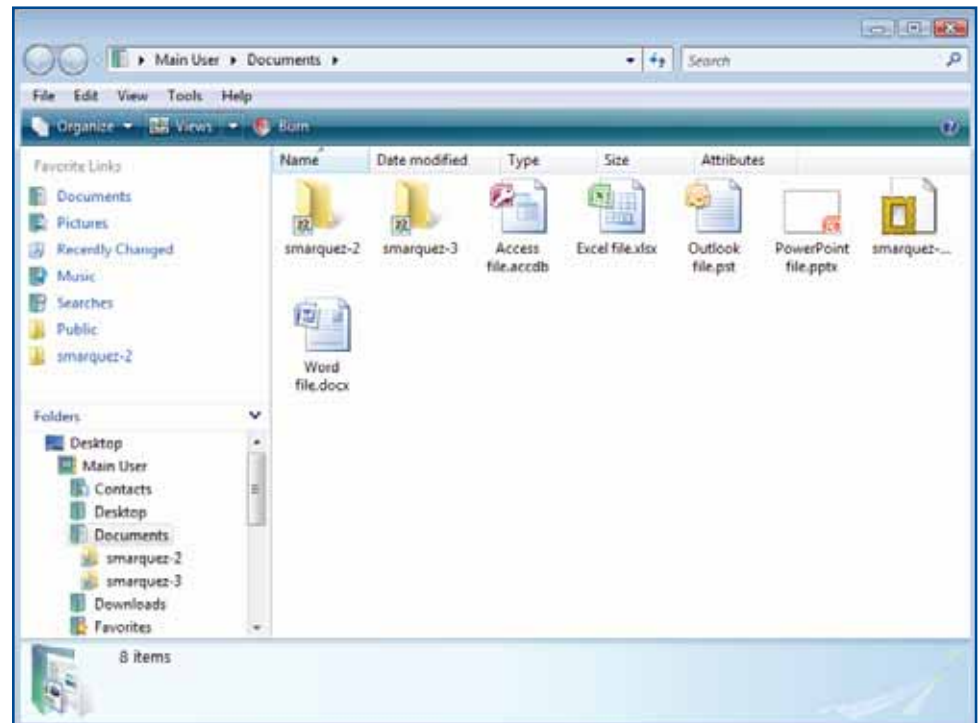 Main User Documents
Search
File Edit View Tools Help
Organize Views Burn
Favorite Links
Documents
Pictures
Recently Changed
Music
Searches
Public
smarquez-2
Folders
Desktop
Main User
Contacts
Desktop
Documents
smarquez-2
smarquez-3
Downloads
Favorites
Name Date modified Type Size Attributes
smarquez-2 smarquez-3 Access Excel file.xlsx Outlook PowerPoint smarquez-...
file.accdb file.pst file.pptx
Word
file.docx
8 items